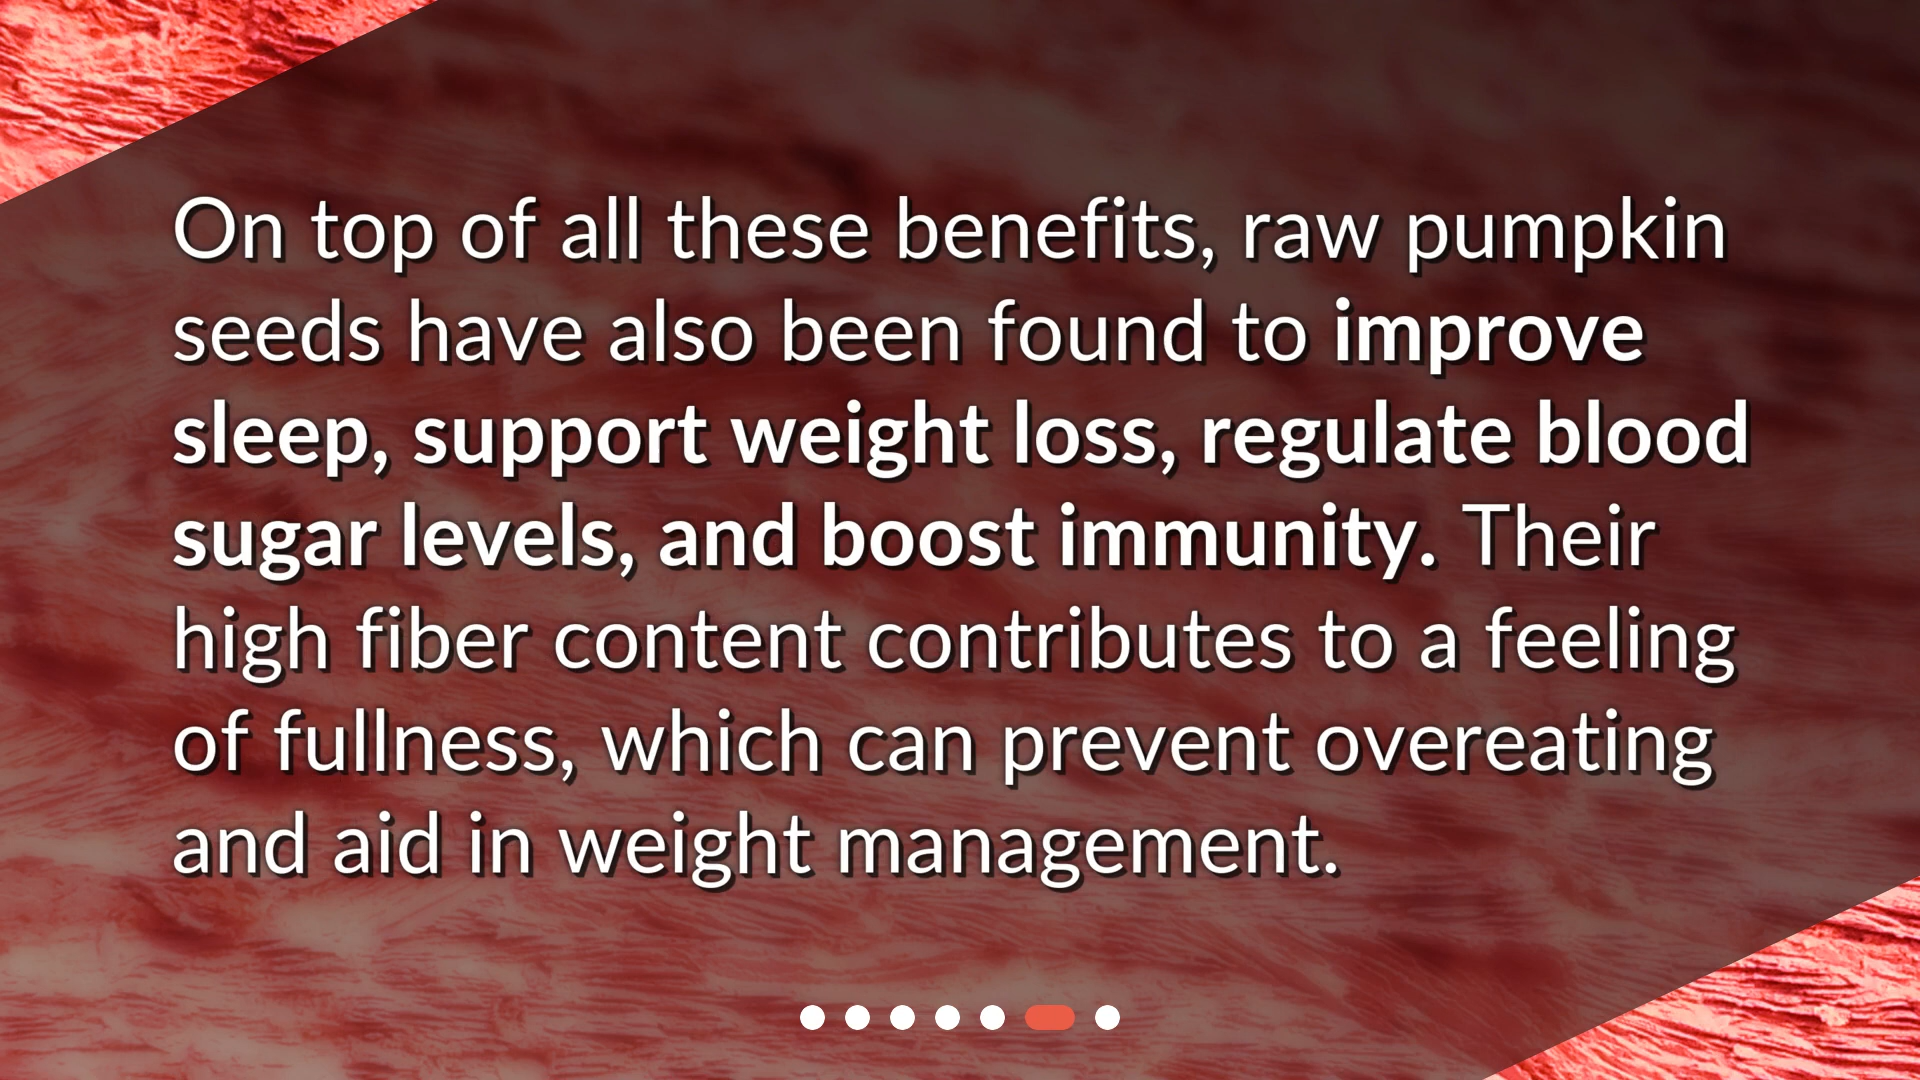 On top of all these benefits, raw pumpkin
seeds have also been found to improve
sleep, support weight loss, regulate blood
sugar levels, and boost immunity. Their
high fiber content contributes to a feeling
of fullness, which can prevent overeating
and aid in weight management.